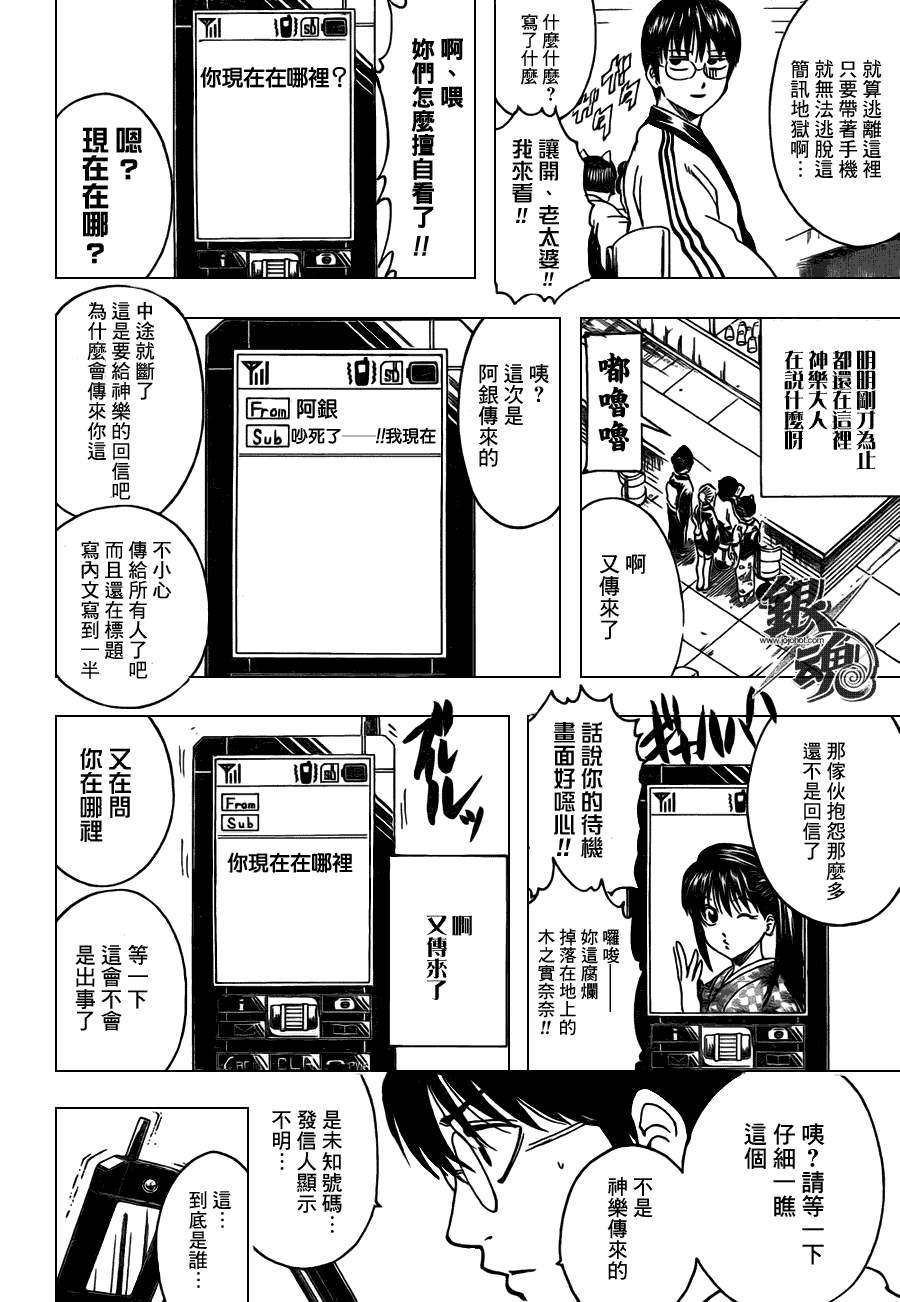 就算逃離這裡
只要帶著手機
就無法逃脫這
簡訊地獄啊…
什麼什麼?
寫了什麼
讓開、老太婆!!
我來看!!
啊、喂
妳們怎麼擅自看了!!
你現在在哪裡?
嗯?
現在在哪?
明明剛才為止
都還在這裡
神樂大人
在說什麼呀
嘟嚕嚕
啊
又傳來了
咦?
這次是
阿銀傳來的
From 阿銀
Sub 吵死了——!!我現在
中途就斷了
這是要給神樂的回信吧
為什麼會傳來你這
不小心
傳給所有人了吧
而且還在標題
寫內文寫到一半
銀魂
www.jojohot.com
那傢伙抱怨那麼多
還不是回信了
話說你的待機
畫面好噁心!!
囉唆——
妳這腐爛
掉落在地上的
木之實奈奈!!
啊
又傳來了
From
Sub
你現在在哪裡
又在問
你在哪裡
等一下
這會不會
是出事了
咦?請等一下
仔細一瞧
這個
不是
神樂傳來的
是未知號碼…
發信人顯示
不明…
這…
到底是誰…